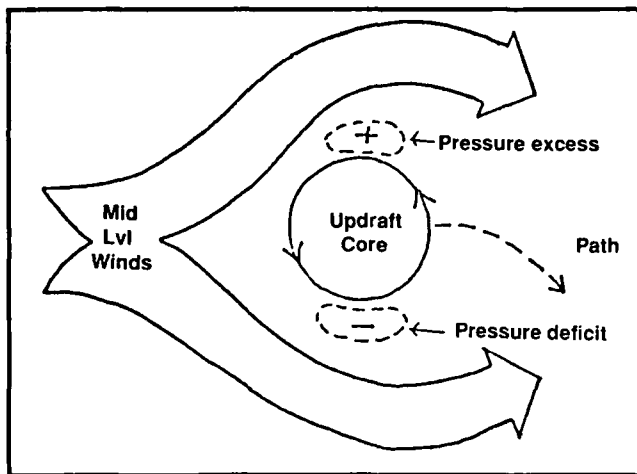 +
Pressure excess
Mid
Lvl
Winds
Updraft
Core
Path
−
Pressure deficit